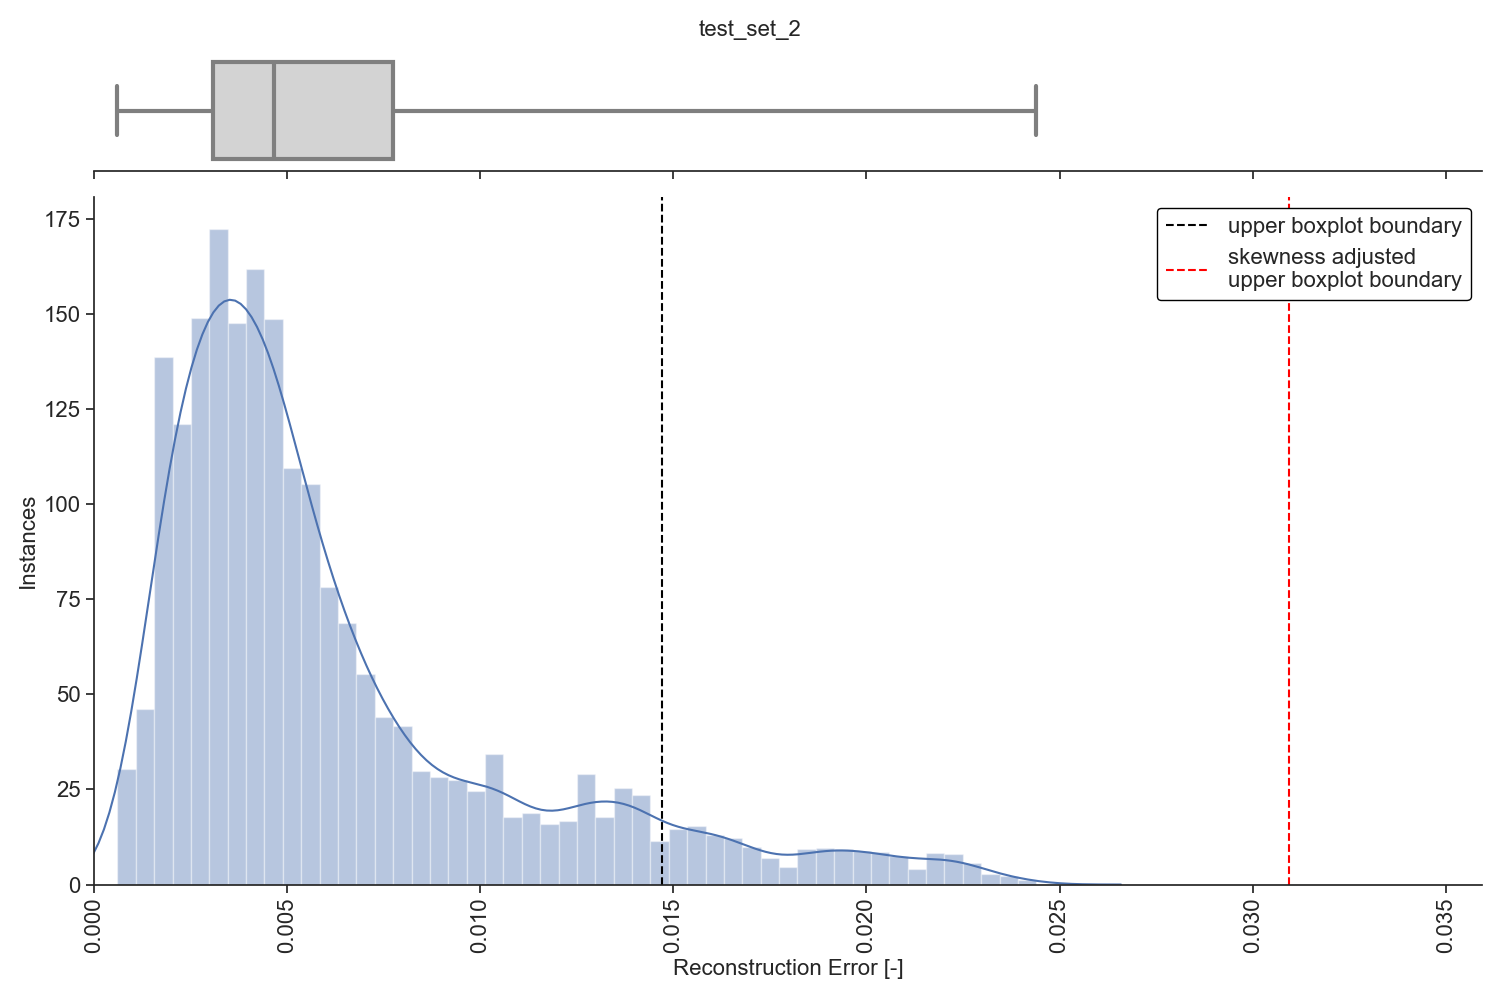 test_set_2
175
150
125
100
75
50
25
0
Instances
upper boxplot boundary
skewness adjusted
upper boxplot boundary
0.000
0.005
0.010
0.015
0.020
0.025
0.030
0.035
Reconstruction Error [-]